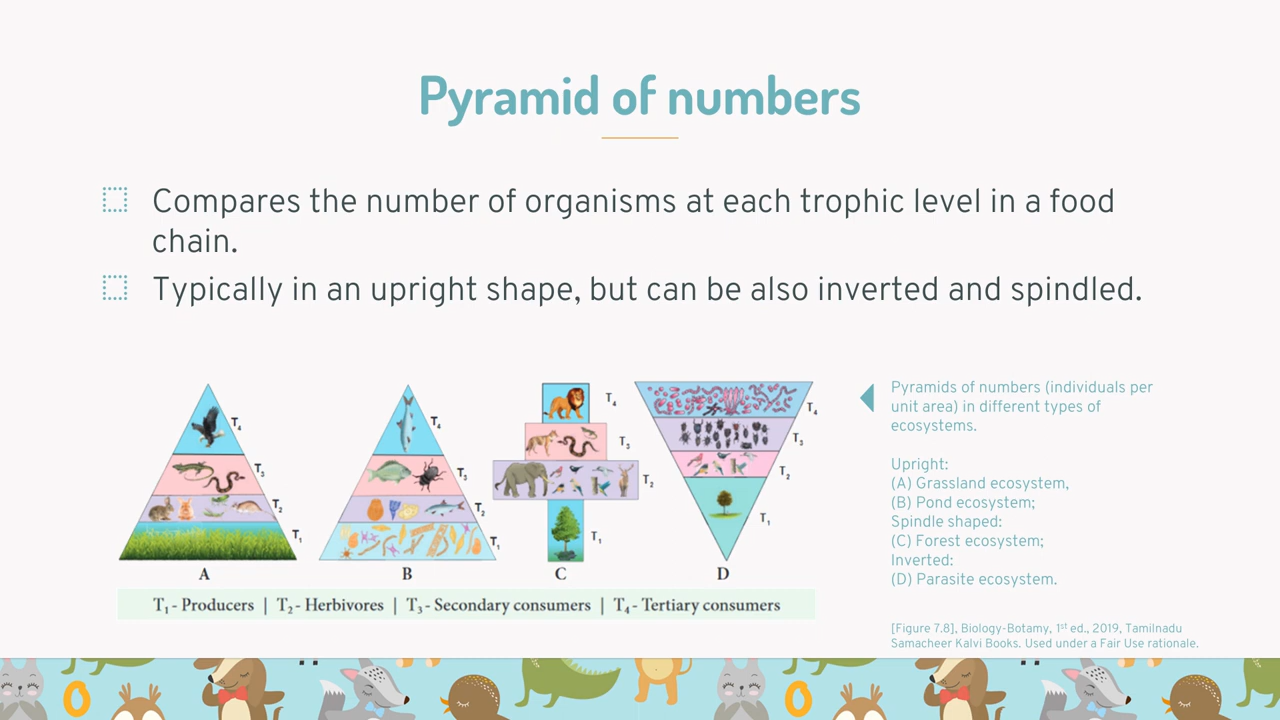 Pyramid of numbers
Compares the number of organisms at each trophic level in a food
chain.
Typically in an upright shape, but can be also inverted and spindled.
T₄
T₃
T₂
T₁
A
T₄
T₃
T₂
T₁
B
T₄
T₃
T₂
T₁
C
T₄
T₃
T₂
T₁
D
T₁ - Producers | T₂ - Herbivores | T₃ - Secondary consumers | T₄ - Tertiary consumers
Pyramids of numbers (individuals per
unit area) in different types of
ecosystems.
Upright:
(A) Grassland ecosystem,
(B) Pond ecosystem;
Spindle shaped:
(C) Forest ecosystem;
Inverted:
(D) Parasite ecosystem.
[Figure 7.8], Biology-Botamy, 1st ed., 2019, Tamilnadu
Samacheer Kalvi Books. Used under a Fair Use rationale.